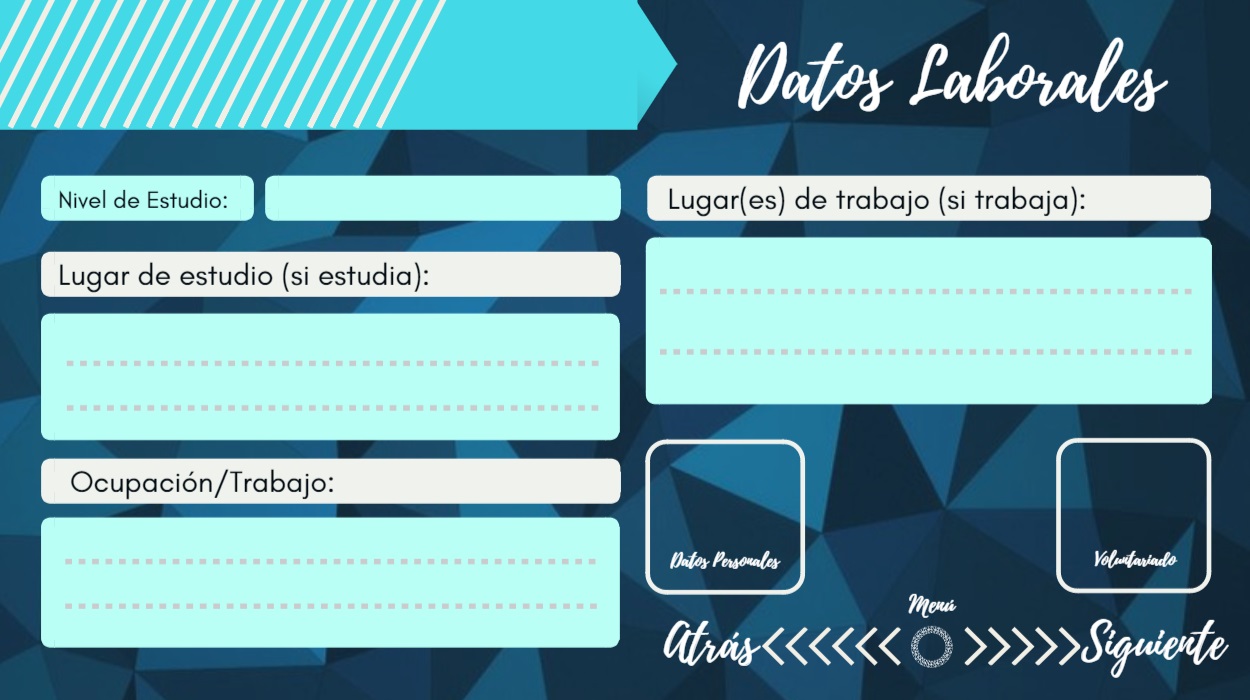 Datos Laborales
Nivel de Estudio:
Lugar de estudio (si estudia):
Ocupación/Trabajo:
Lugar(es) de trabajo (si trabaja):
Datos Personales
Voluntariado
Menú
Atrás
Siguiente